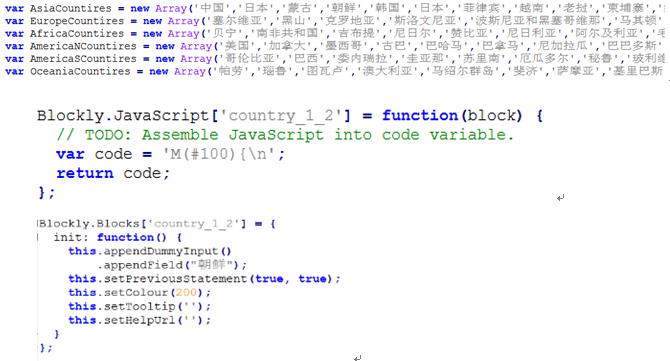 var AsiaCountires = new Array('中国','日本','蒙古','朝鲜','韩国','日本','菲律宾','越南','老挝','柬埔寨',
var EuropeCountires = new Array('塞尔维亚','黑山','克罗地亚','斯洛文尼亚','波斯尼亚和黑塞哥维那','马其顿',
var AfricaCountires = new Array('贝宁','南非共和国','吉布提','尼日尔','赞比亚','尼日利亚','阿尔及利亚','
var AmericaNCountires = new Array('美国','加拿大','墨西哥','古巴','巴哈马','巴拿马','尼加拉瓜','巴巴多斯'
var AmericaSCountires = new Array('哥伦比亚','巴西','委内瑞拉','圭亚那','苏里南','厄瓜多尔','秘鲁','玻利维
var OceaniaCountires = new Array('帕劳','瑙鲁','图瓦卢','澳大利亚','马绍尔群岛','斐济','萨摩亚','基里巴斯
Blockly.JavaScript['country_1_2'] = function(block) {
// TODO: Assemble JavaScript into code variable.
var code = 'M(#100){\n';
return code;
};
Blockly.Blocks['country_1_2'] = {
init: function() {
this.appendDummyInput()
.appendField("朝鲜");
this.setPreviousStatement(true, true);
this.setColour(200);
this.setTooltip('');
this.setHelpUrl('');
}
};